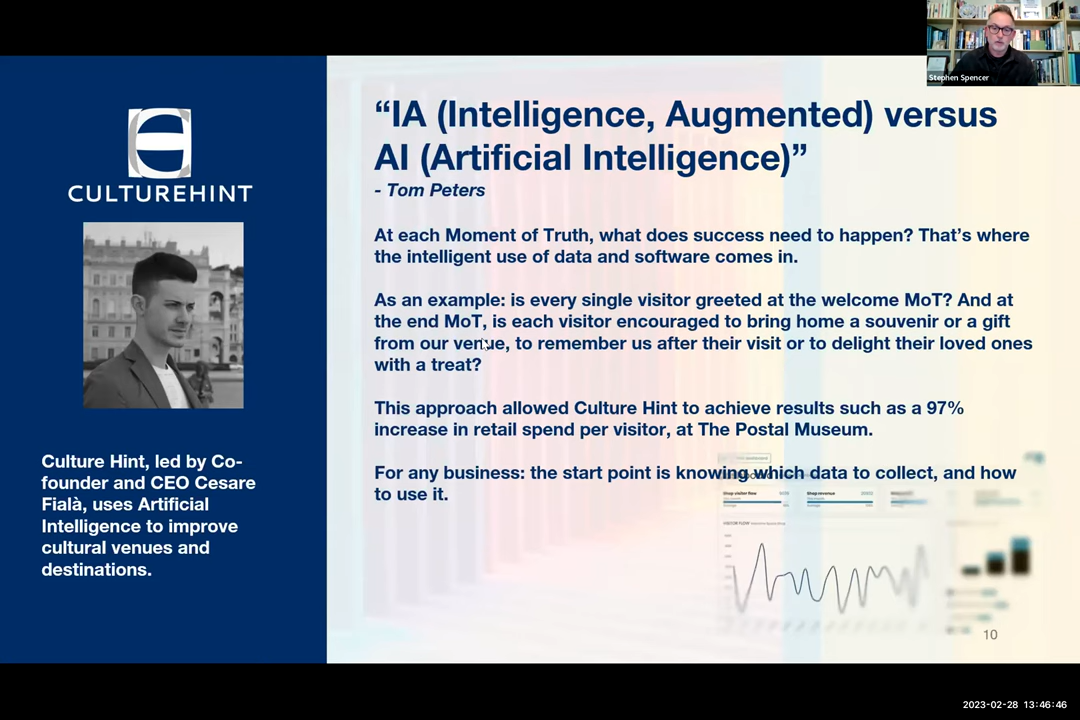 Stephen Spencer
CULTUREHINT
Culture Hint, led by Co-
founder and CEO Cesare
Fialà, uses Artificial
Intelligence to improve
cultural venues and
destinations.
“IA (Intelligence, Augmented) versus
AI (Artificial Intelligence)”
- Tom Peters
At each Moment of Truth, what does success need to happen? That’s where
the intelligent use of data and software comes in.
As an example: is every single visitor greeted at the welcome MoT? And at
the end MoT, is each visitor encouraged to bring home a souvenir or a gift
from our venue, to remember us after their visit or to delight their loved ones
with a treat?
This approach allowed Culture Hint to achieve results such as a 97%
increase in retail spend per visitor, at The Postal Museum.
For any business: the start point is knowing which data to collect, and how
to use it.
Shop visitor flow
Shop revenue
VISITOR FLOW
10
2023-02-28 13:46:46